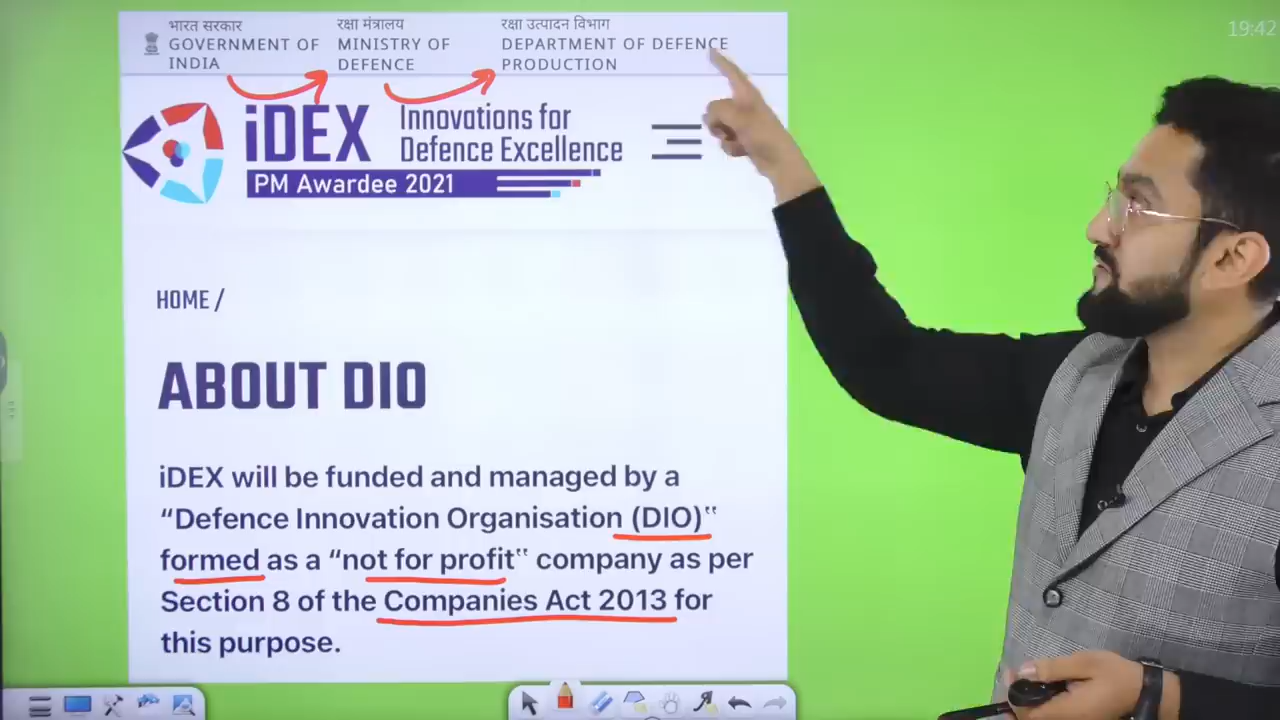 19:42
भारत सरकार
GOVERNMENT OF
INDIA
रक्षा मंत्रालय
MINISTRY OF
DEFENCE
रक्षा उत्पादन विभाग
DEPARTMENT OF DEFENCE
PRODUCTION
iDEX
Innovations for
Defence Excellence
PM Awardee 2021
HOME /
ABOUT DIO
iDEX will be funded and managed by a
“Defence Innovation Organisation (DIO)‟
formed as a “not for profit‟ company as per
Section 8 of the Companies Act 2013 for
this purpose.